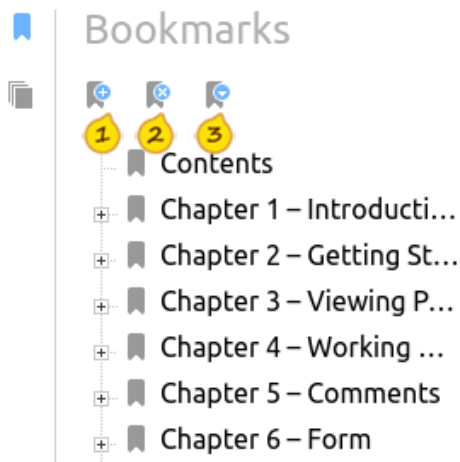 Bookmarks
1 2 3
Contents
Chapter 1 – Introducti...
Chapter 2 – Getting St...
Chapter 3 – Viewing P...
Chapter 4 – Working ...
Chapter 5 – Comments
Chapter 6 – Form